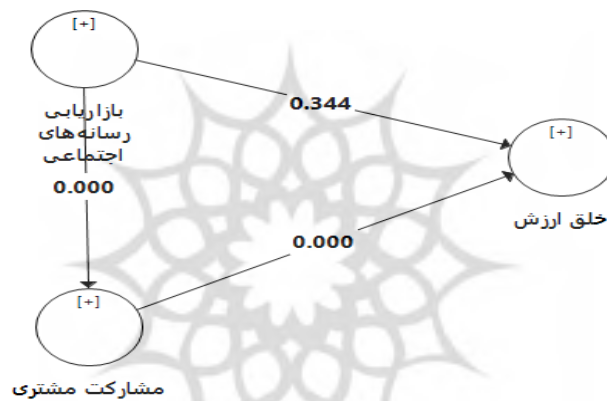 [+]
بازاریابی
رسانه‌های
اجتماعی
0.344
[+]
خلق ارزش
0.000
0.000
[+]
مشارکت مشتری